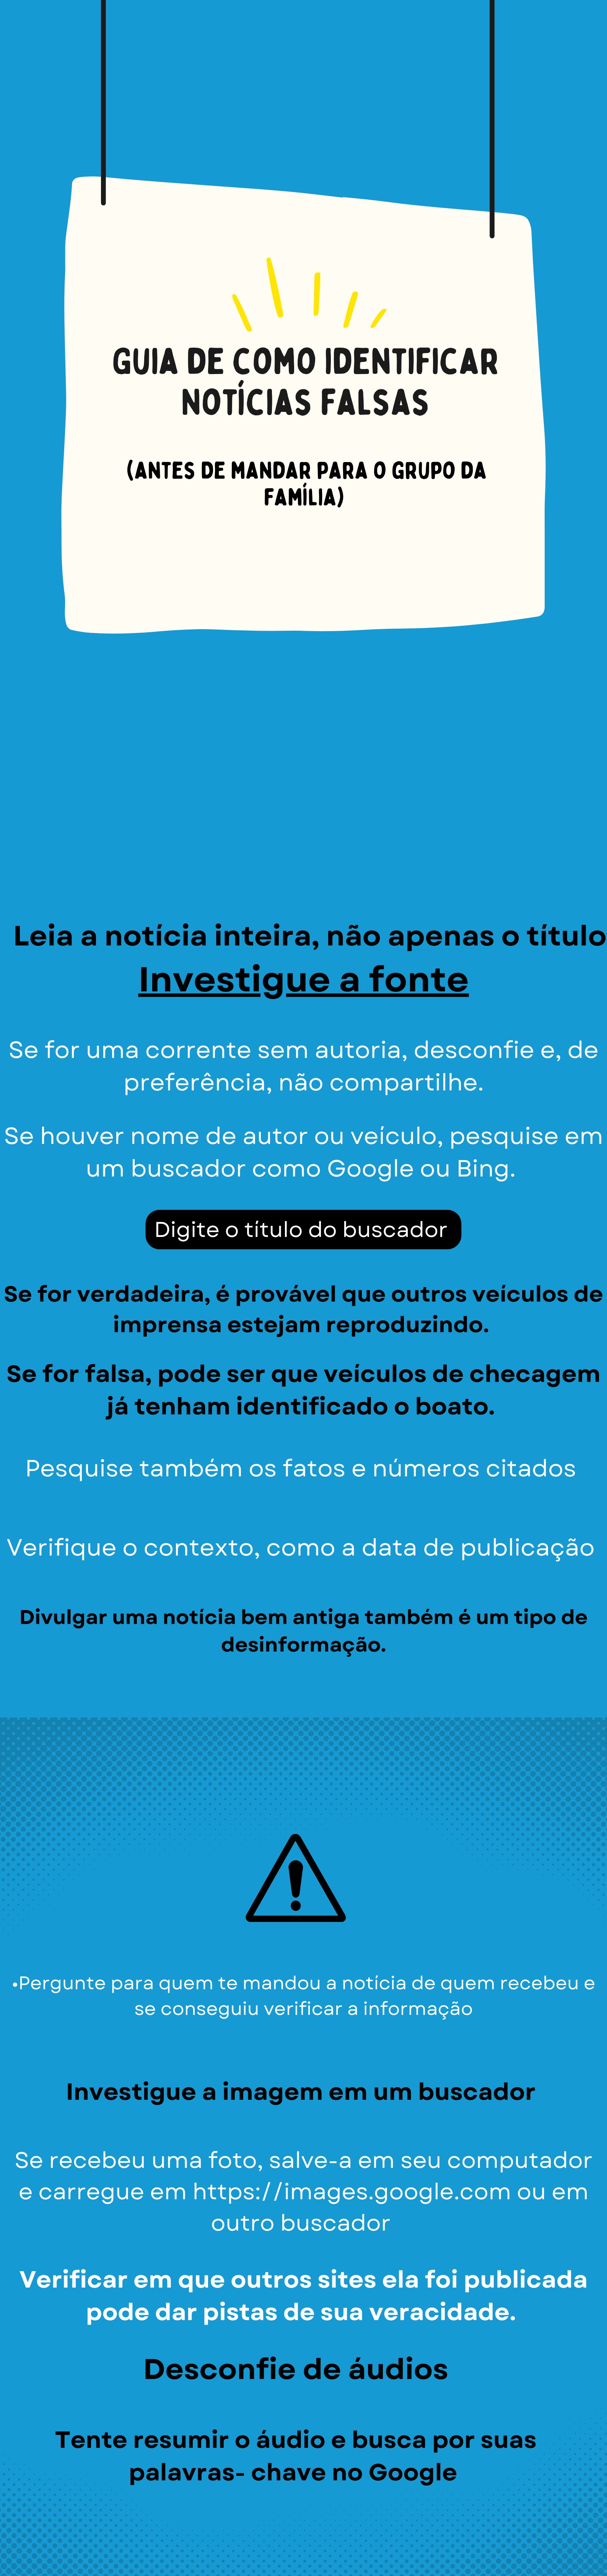 GUIA DE COMO IDENTIFICAR
NOTÍCIAS FALSAS
(ANTES DE MANDAR PARA O GRUPO DA
FAMÍLIA)
Leia a notícia inteira, não apenas o título
Investigue a fonte
Se for uma corrente sem autoria, desconfie e, de
preferência, não compartilhe.
Se houver nome de autor ou veículo, pesquise em
um buscador como Google ou Bing.
Digite o título do buscador
Se for verdadeira, é provável que outros veículos de
imprensa estejam reproduzindo.
Se for falsa, pode ser que veículos de checagem
já tenham identificado o boato.
Pesquise também os fatos e números citados
Verifique o contexto, como a data de publicação
Divulgar uma notícia bem antiga também é um tipo de
desinformação.
•Pergunte para quem te mandou a notícia de quem recebeu e
se conseguiu verificar a informação
Investigue a imagem em um buscador
Se recebeu uma foto, salve-a em seu computador
e carregue em https://images.google.com ou em
outro buscador
Verificar em que outros sites ela foi publicada
pode dar pistas de sua veracidade.
Desconfie de áudios
Tente resumir o áudio e busca por suas
palavras- chave no Google